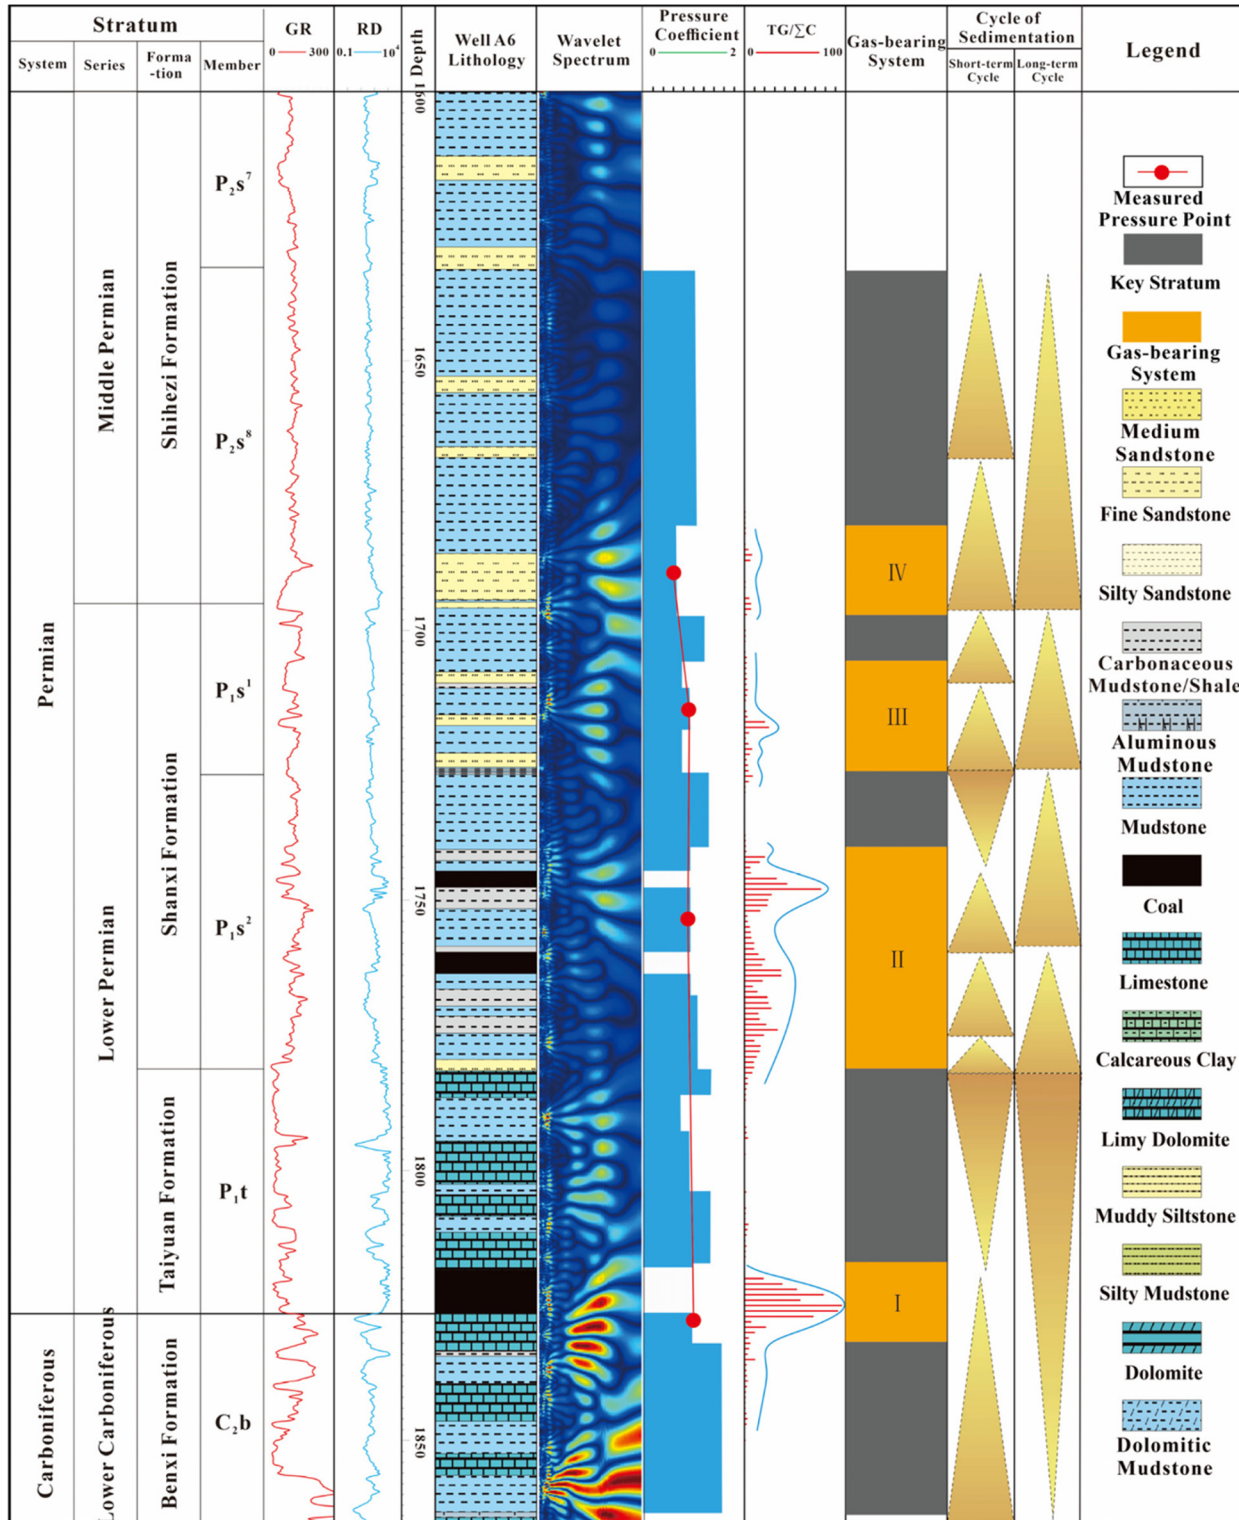 Stratum
System
Series
Forma
-tion
Member
GR
0 300
RD
0.1 10⁴
1 Depth
Well A6
Lithology
Wavelet
Spectrum
Pressure
Coefficient
0 2
TG/∑C
0 100
Gas-bearing
System
Cycle of
Sedimentation
Short-term
Cycle
Long-term
Cycle
Legend
Permian
Carboniferous
Middle Permian
Lower Permian
Lower Carboniferous
Shihezi Formation
Shanxi Formation
Taiyuan Formation
Benxi Formation
P₂s⁷
P₂s⁸
P₁s¹
P₁s²
P₁t
C₂b
1600
1650
1700
1750
1800
1850
IV
III
II
I
Measured
Pressure Point
Key Stratum
Gas-bearing
System
Medium
Sandstone
Fine Sandstone
Silty Sandstone
Carbonaceous
Mudstone/Shale
Aluminous
Mudstone
Mudstone
Coal
Limestone
Calcareous Clay
Limy Dolomite
Muddy Siltstone
Silty Mudstone
Dolomite
Dolomitic
Mudstone